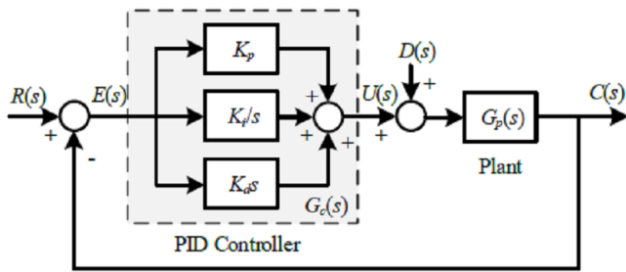 K_p
D(s)
R(s)
E(s)
U(s)
C(s)
+
+
K_i/s
G_p(s)
+
+
+
+
-
+
K_ds
Plant
G_c(s)
PID Controller